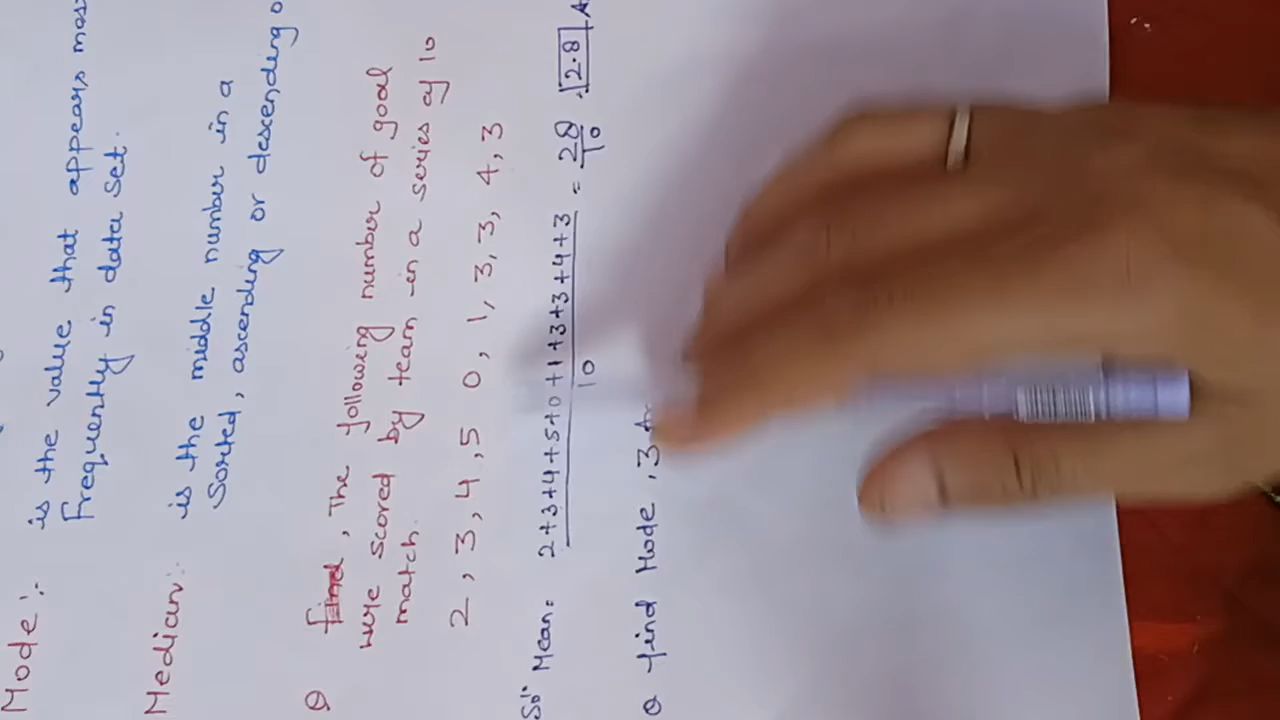 Mode :- is the value that appears mos
Frequently in data set.
Median :- is the middle number in a
Sorted, ascending or descending o
Q find, The following number of goal
were scored by team in a series of 10
match.
2, 3, 4, 5 0, 1, 3, 3, 4, 3
Solⁿ Mean = 2+3+4+5+0+1+3+3+4+3 / 10 = 28/10 . 2.8 A
Q find Mode . 3